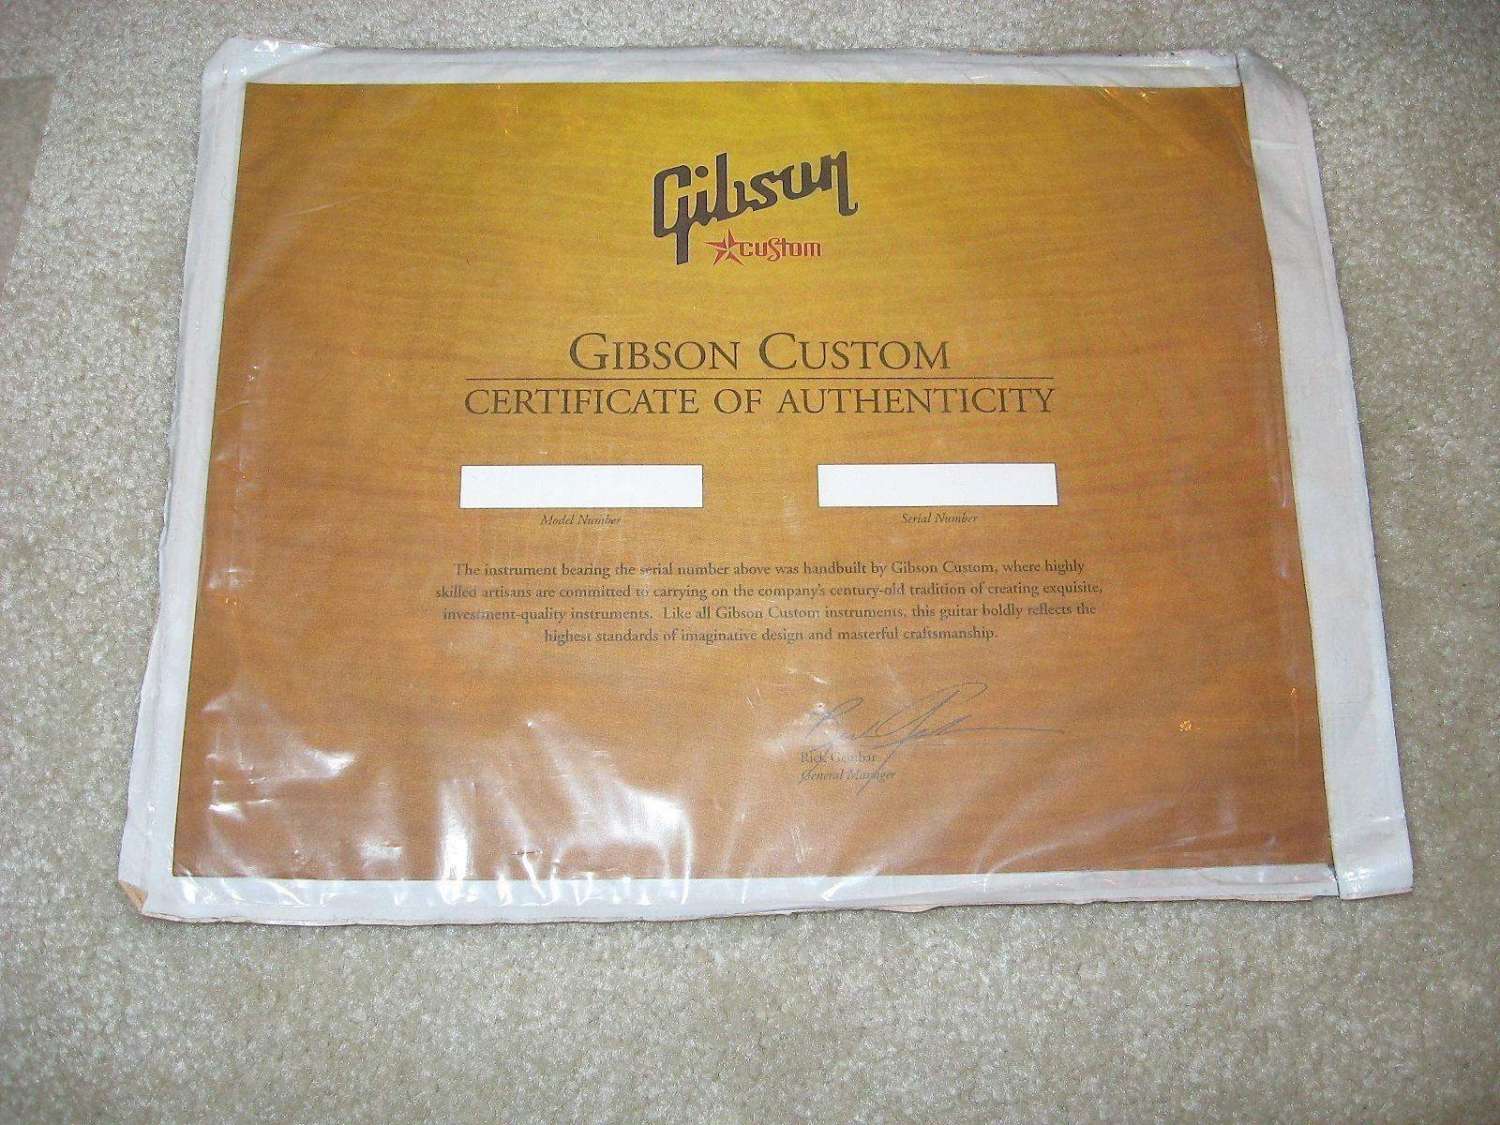 Gibson
custom
GIBSON CUSTOM
CERTIFICATE OF AUTHENTICITY
Model Number
Serial Number
The instrument bearing the serial number above was handbuilt by Gibson Custom, where highly
skilled artisans are committed to carrying on the company's century-old tradition of creating exquisite,
investment-quality instruments. Like all Gibson Custom instruments, this guitar boldly reflects the
highest standards of imaginative design and masterful craftsmanship.
Rick Gembar
General Manager